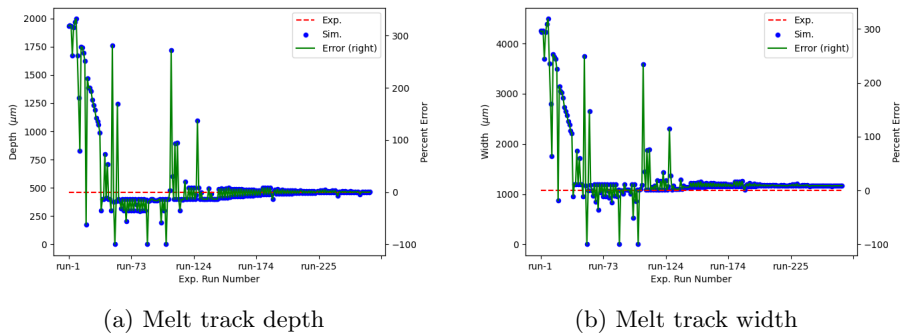 2000
1750
1500
1250
1000
750
500
250
0
Depth (μm)
300
200
100
0
−100
Percent Error
Exp.
Sim.
Error (right)
run-1
run-73
run-124
run-174
run-225
Exp. Run Number
(a) Melt track depth
4000
3000
2000
1000
0
Width (μm)
300
200
100
0
−100
Percent Error
Exp.
Sim.
Error (right)
run-1
run-73
run-124
run-174
run-225
Exp. Run Number
(b) Melt track width